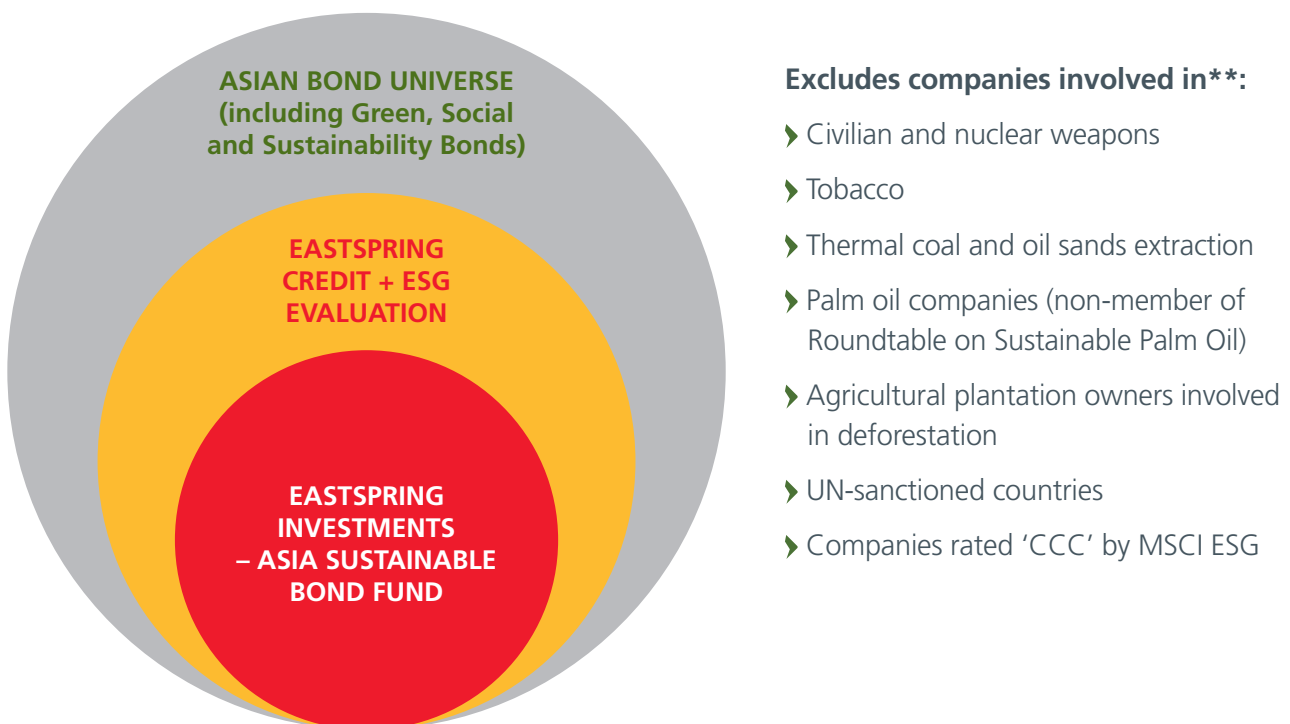 ASIAN BOND UNIVERSE
(including Green, Social
and Sustainability Bonds)
EASTSPRING
CREDIT + ESG
EVALUATION
EASTSPRING
INVESTMENTS
– ASIA SUSTAINABLE
BOND FUND
Excludes companies involved in**:
Civilian and nuclear weapons
Tobacco
Thermal coal and oil sands extraction
Palm oil companies (non-member of
Roundtable on Sustainable Palm Oil)
Agricultural plantation owners involved
in deforestation
UN-sanctioned countries
Companies rated ‘CCC’ by MSCI ESG